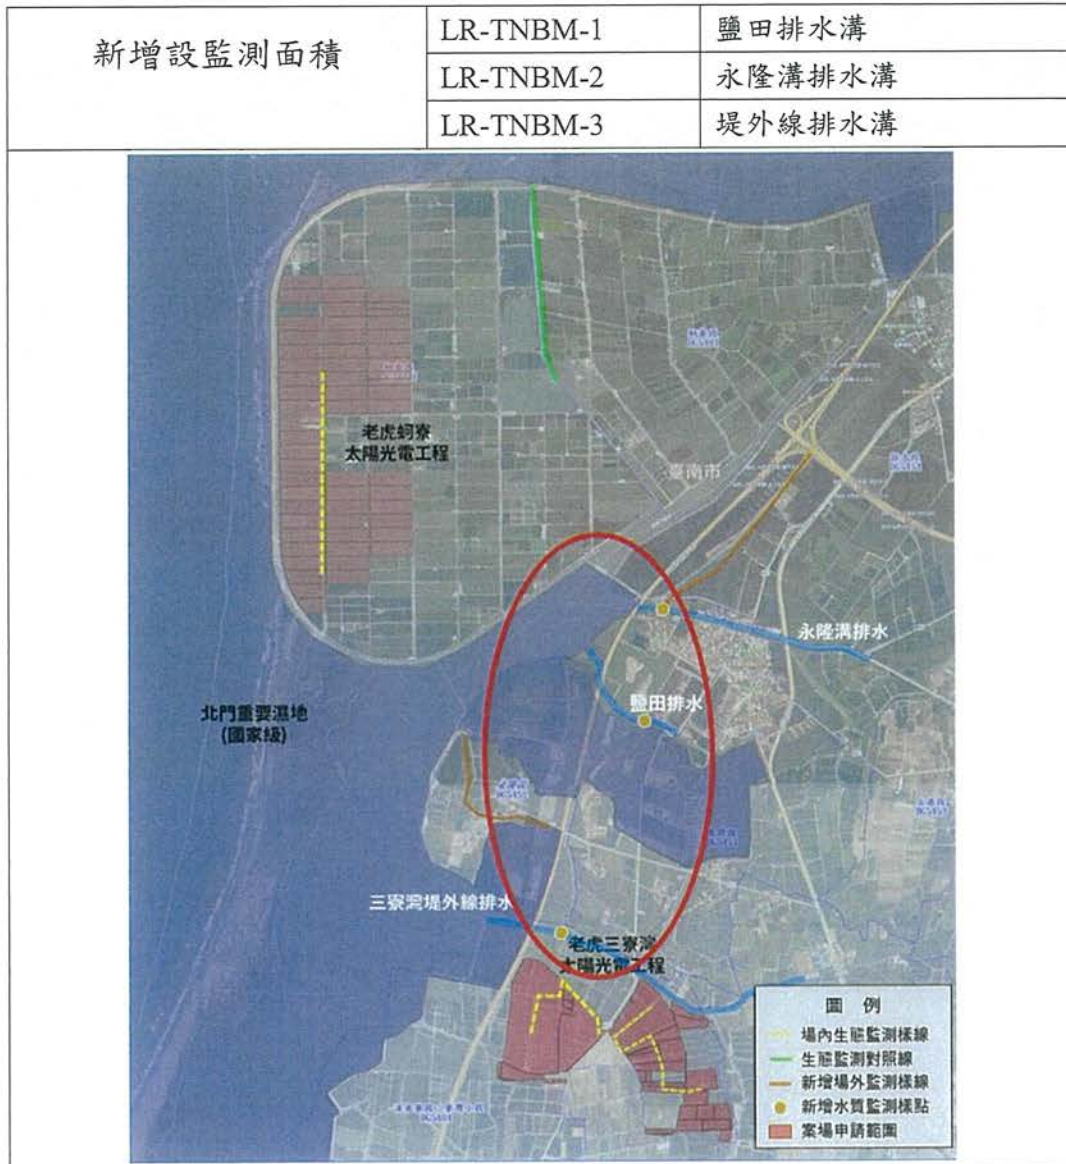 新增設監測面積
LR-TNBM-1 鹽田排水溝
LR-TNBM-2 永隆溝排水溝
LR-TNBM-3 堤外線排水溝
老虎蚵寮
太陽光電工程
臺南市
永隆溝排水
鹽田排水
北門重要濕地
(國家級)
三寮灣堤外線排水
老虎三寮灣
太陽光電工程
圖 例
場內生態監測樣線
生態監測對照線
新增場外監測樣線
新增水質監測樣點
案場申請範圍